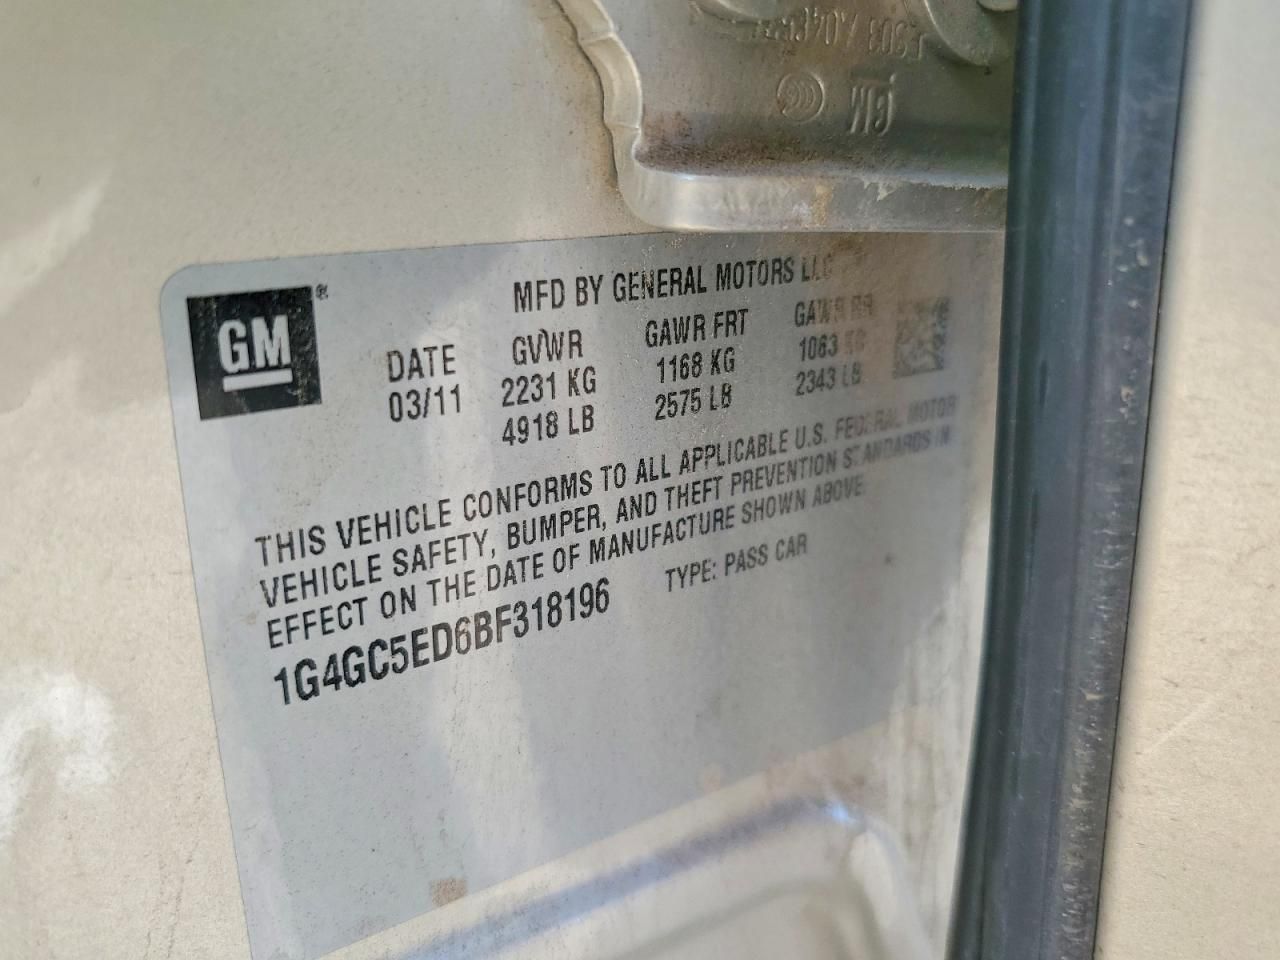 GM
GM ®
MFD BY GENERAL MOTORS LLC
DATE GVWR GAWR FRT GAWR RR
03/11 2231 KG 1168 KG 1063 KG
4918 LB 2575 LB 2343 LB
THIS VEHICLE CONFORMS TO ALL APPLICABLE U.S. FEDERAL MOTOR
VEHICLE SAFETY, BUMPER, AND THEFT PREVENTION STANDARDS IN
EFFECT ON THE DATE OF MANUFACTURE SHOWN ABOVE.
1G4GC5ED6BF318196 TYPE: PASS CAR